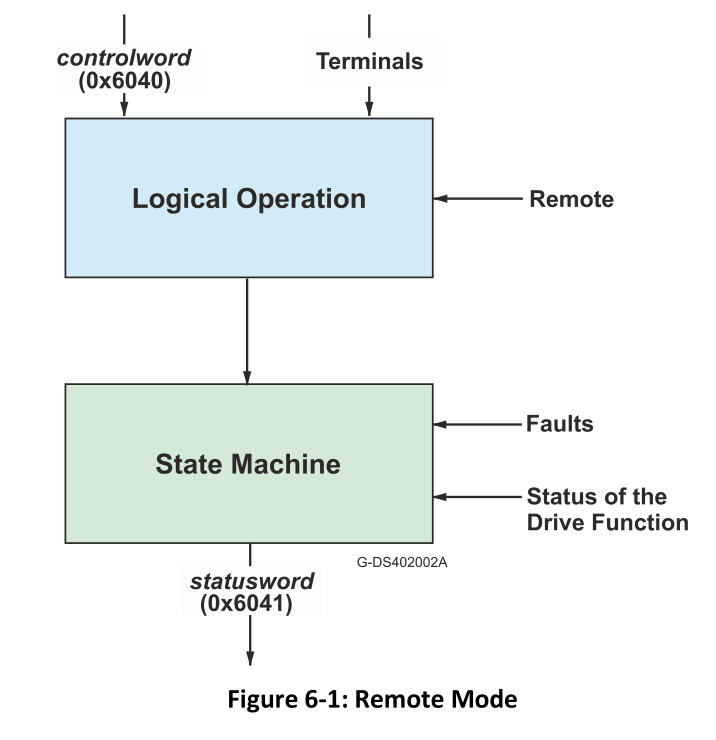 controlword
(0x6040)
Terminals
Logical Operation
Remote
State Machine
Faults
Status of the
Drive Function
G-DS402002A
statusword
(0x6041)
Figure 6-1: Remote Mode